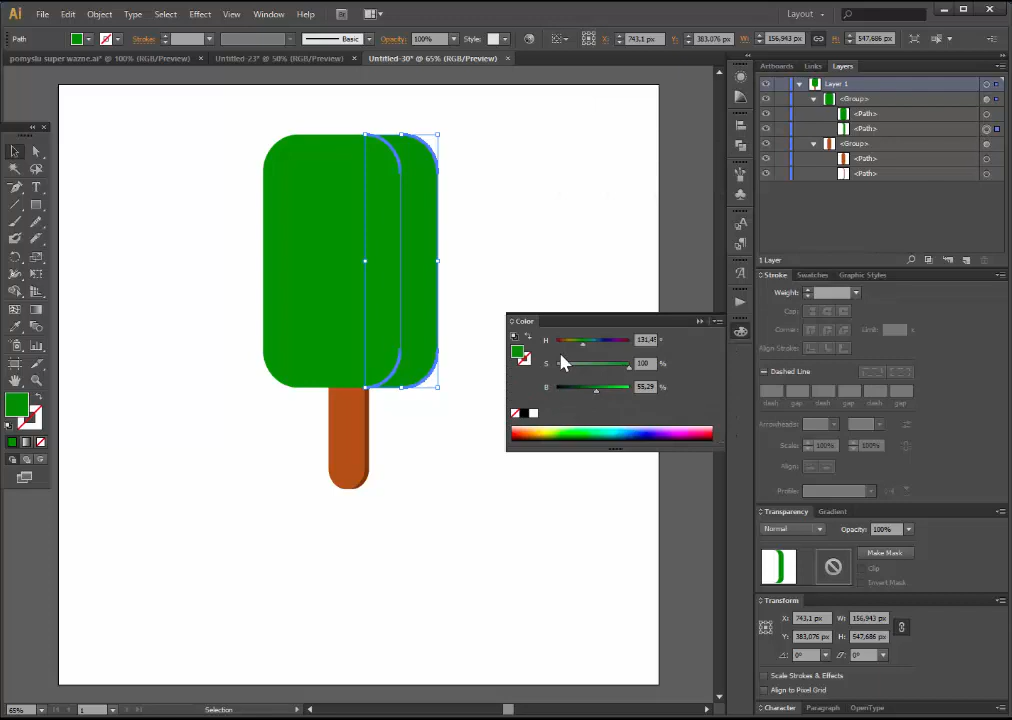 Ai File Edit Object Type Select Effect View Window Help Layout
Path Stroke: Basic Opacity: 100% Style: X: 743,1 px Y: 383,076 px W: 156,943 px H: 547,686 px
pomyslu super wazne.ai* @ 100% (RGB/Preview) × Untitled-23* @ 50% (RGB/Preview) × Untitled-30* @ 65% (RGB/Preview) ×
Artboards Links Layers
Layer 1
<Group>
<Path>
<Path>
<Group>
<Path>
<Path>
1 Layer
Stroke Swatches Graphic Styles
Weight:
Cap:
Corner: Limit: x
Align Stroke:
Dashed Line
dash gap dash gap dash gap
Arrowheads:
Scale: 100% 100%
Align:
Profile:
Color
H 131,45 °
S 100 %
B 55,29 %
Transparency Gradient
Normal Opacity: 100%
Make Mask
Clip
Invert Mask
Transform
X: 743,1 px W: 156,943 px
Y: 383,076 px H: 547,686 px
0° 0°
Scale Strokes & Effects
Align to Pixel Grid
Character Paragraph OpenType
65% 1 Selection